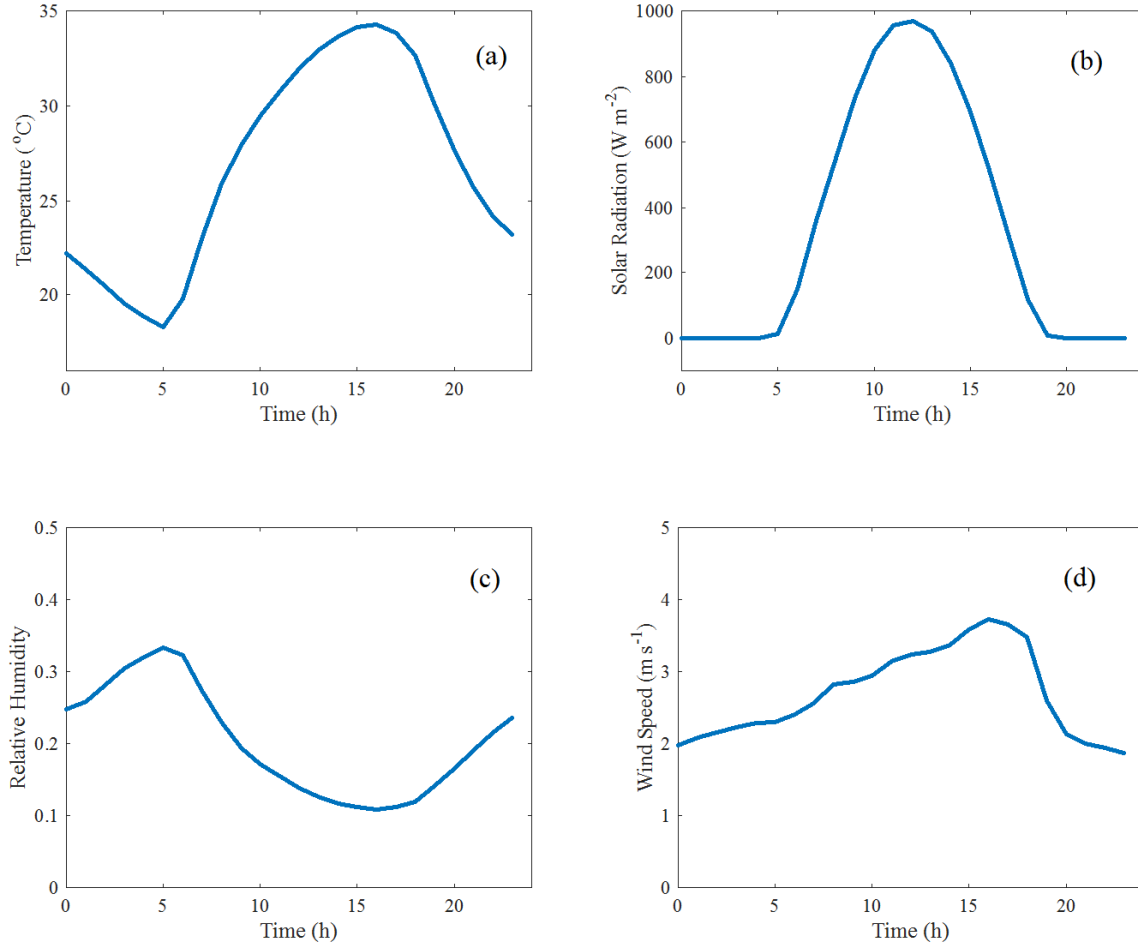 35
30
25
20
Temperature ( °C)
(a)
0 5 10 15 20
Time (h)
1000
800
600
400
200
0
Solar Radiation (W m⁻²)
(b)
0 5 10 15 20
Time (h)
0.5
0.4
0.3
0.2
0.1
0
Relative Humidity
(c)
0 5 10 15 20
Time (h)
5
4
3
2
1
0
Wind Speed (m s⁻¹)
(d)
0 5 10 15 20
Time (h)